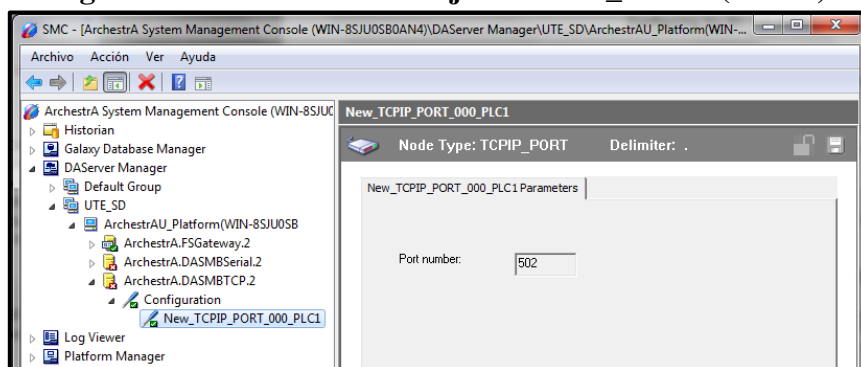 SMC - [ArchestrA System Management Console (WIN-8SJU0SB0AN4)\DAServer Manager\UTE_SD\ArchestrAU_Platform(WIN-...
Archivo Acción Ver Ayuda
ArchestrA System Management Console (WIN-8SJU0
Historian
Galaxy Database Manager
DAServer Manager
Default Group
UTE_SD
ArchestrAU_Platform(WIN-8SJU0SB
ArchestrA.FSGateway.2
ArchestrA.DASMBSerial.2
ArchestrA.DASMBTCP.2
Configuration
New_TCPIP_PORT_000_PLC1
Log Viewer
Platform Manager
New_TCPIP_PORT_000_PLC1
Node Type: TCPIP_PORT Delimiter: .
New_TCPIP_PORT_000_PLC1 Parameters
Port number: 502